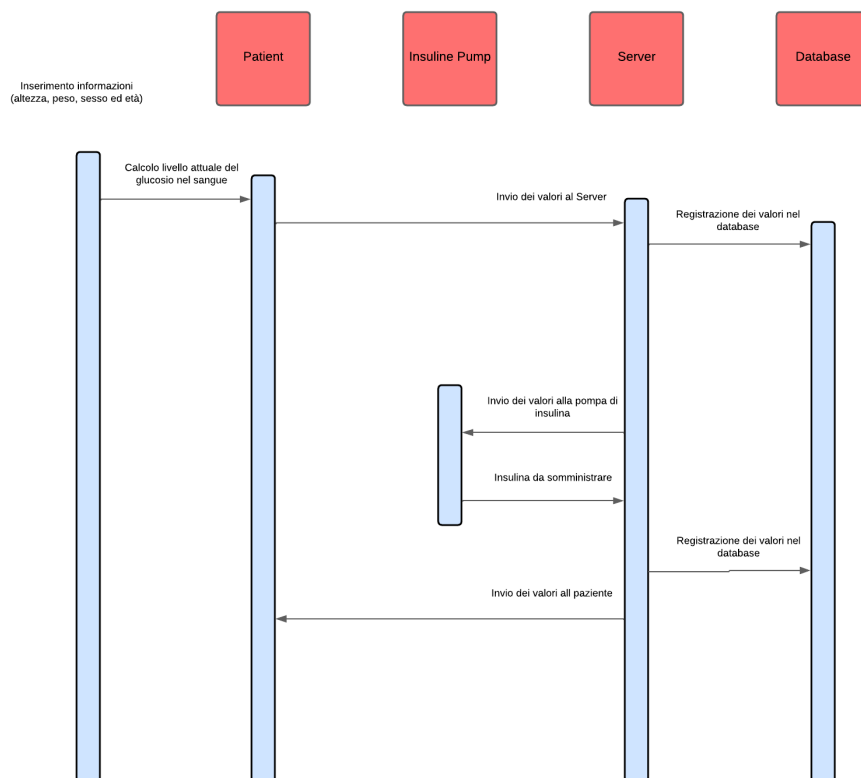 Patient
Insuline Pump
Server
Database
Inserimento informazioni
(altezza, peso, sesso ed età)
Calcolo livello attuale del
glucosio nel sangue
Invio dei valori al Server
Registrazione dei valori nel
database
Invio dei valori alla pompa di
insulina
Insulina da somministrare
Registrazione dei valori nel
database
Invio dei valori all paziente